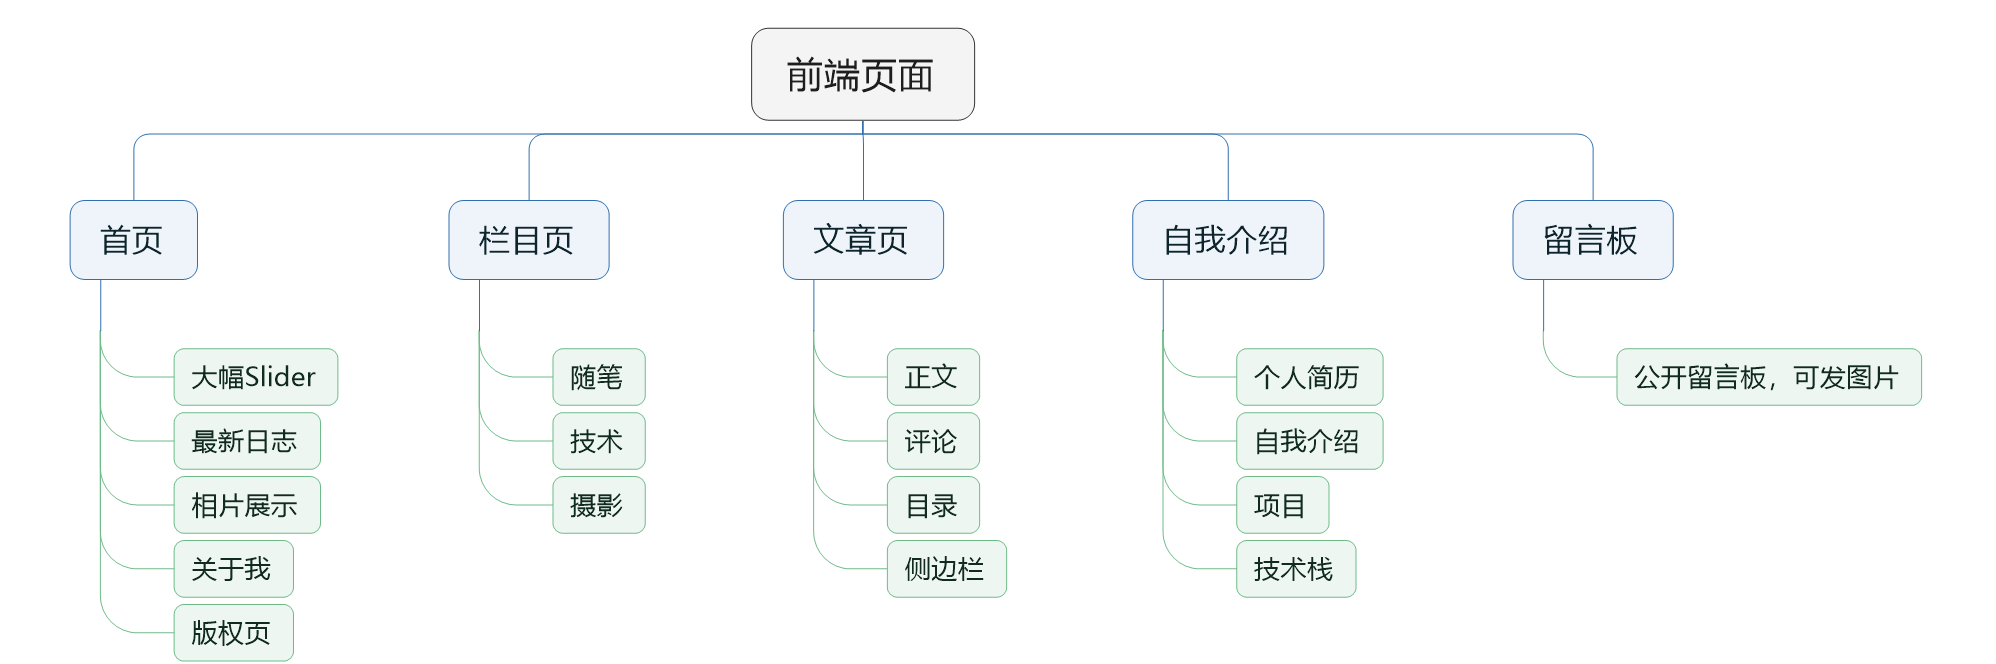 前端页面
首页
大幅Slider
最新日志
相片展示
关于我
版权页
栏目页
随笔
技术
摄影
文章页
正文
评论
目录
侧边栏
自我介绍
个人简历
自我介绍
项目
技术栈
留言板
公开留言板，可发图片